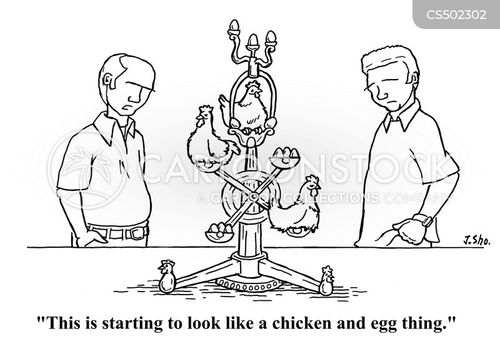 CS502302
CARTOONSTOCK
J.Sho.
"This is starting to look like a chicken and egg thing."